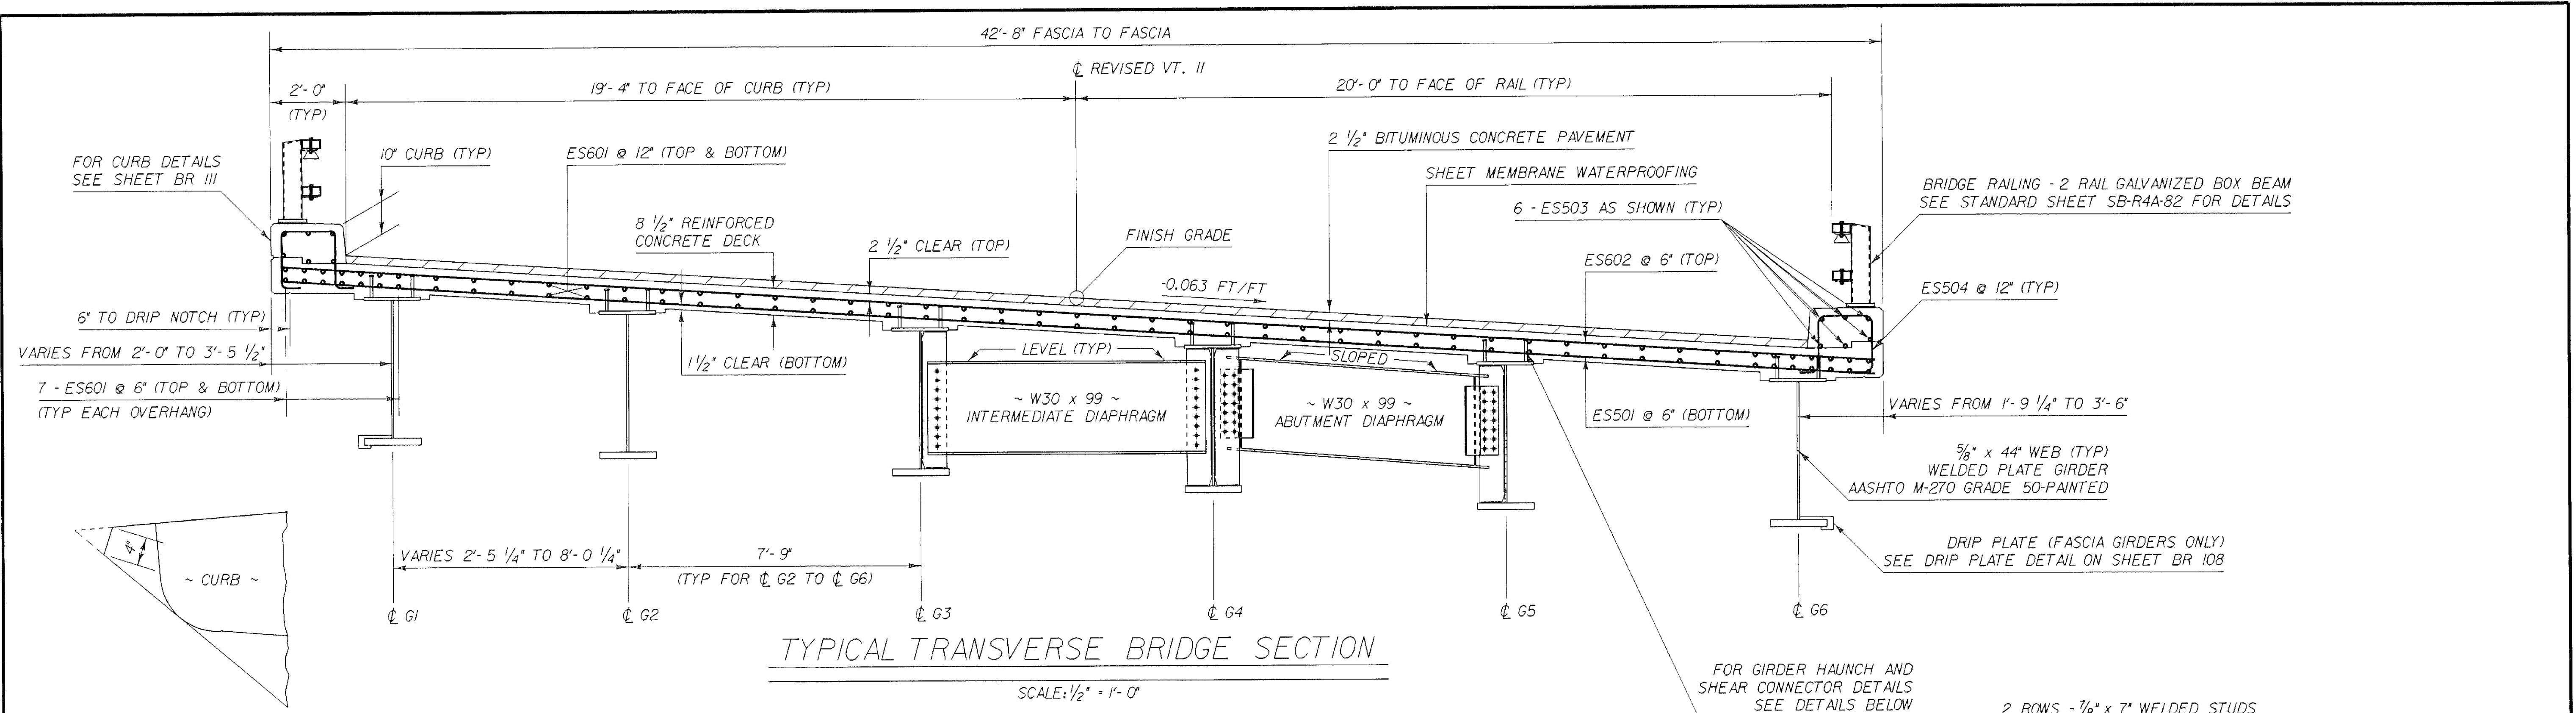 42'-8" FASCIA TO FASCIA
℄ REVISED VT. 11
2'-0"
(TYP)
19'-4" TO FACE OF CURB (TYP)
20'-0" TO FACE OF RAIL (TYP)
FOR CURB DETAILS
SEE SHEET BR 111
10" CURB (TYP)
ES601 @ 12" (TOP & BOTTOM)
8 1/2" REINFORCED
CONCRETE DECK
2 1/2" CLEAR (TOP)
FINISH GRADE
-0.063 FT/FT
2 1/2" BITUMINOUS CONCRETE PAVEMENT
SHEET MEMBRANE WATERPROOFING
6 - ES503 AS SHOWN (TYP)
BRIDGE RAILING - 2 RAIL GALVANIZED BOX BEAM
SEE STANDARD SHEET SB-R4A-82 FOR DETAILS
ES602 @ 6" (TOP)
ES504 @ 12" (TYP)
6" TO DRIP NOTCH (TYP)
VARIES FROM 2'-0" TO 3'-5 1/2"
7 - ES601 @ 6" (TOP & BOTTOM)
(TYP EACH OVERHANG)
1 1/2" CLEAR (BOTTOM)
LEVEL (TYP)
SLOPED
~ W30 x 99 ~
INTERMEDIATE DIAPHRAGM
~ W30 x 99 ~
ABUTMENT DIAPHRAGM
ES501 @ 6" (BOTTOM)
VARIES FROM 1'-9 1/4" TO 3'-6"
5/8" x 44" WEB (TYP)
WELDED PLATE GIRDER
AASHTO M-270 GRADE 50-PAINTED
DRIP PLATE (FASCIA GIRDERS ONLY)
SEE DRIP PLATE DETAIL ON SHEET BR 108
4"
~ CURB ~
VARIES 2'-5 1/4" TO 8'-0 1/4"
7'-9"
(TYP FOR ℄ G2 TO ℄ G6)
℄ G1
℄ G2
℄ G3
℄ G4
℄ G5
℄ G6
TYPICAL TRANSVERSE BRIDGE SECTION
SCALE: 1/2" = 1'-0"
FOR GIRDER HAUNCH AND
SHEAR CONNECTOR DETAILS
SEE DETAILS BELOW
2 ROWS - 7/8" x 7" WELDED STUDS